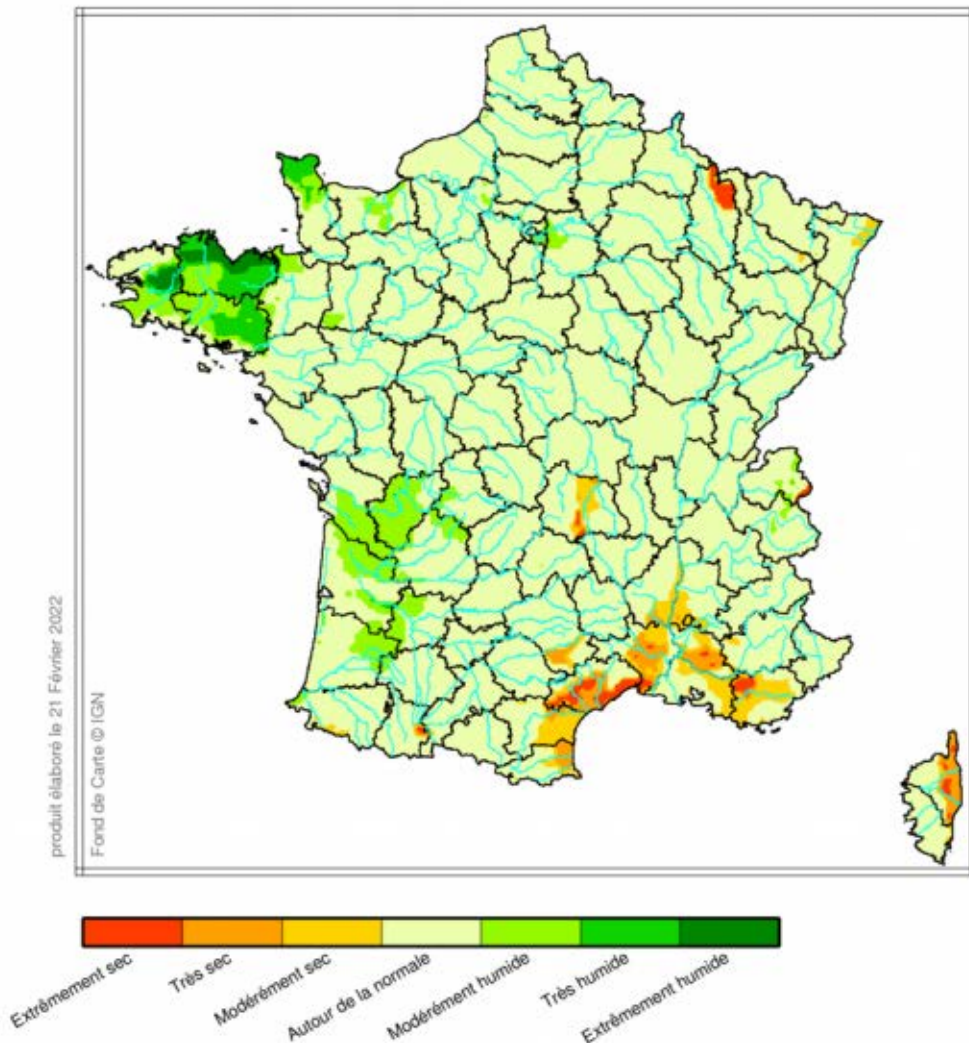 produit élaboré le 21 Février 2022
Fond de Carte © IGN
Extrêmement sec
Très sec
Modérément sec
Autour de la normale
Modérément humide
Très humide
Extrêmement humide